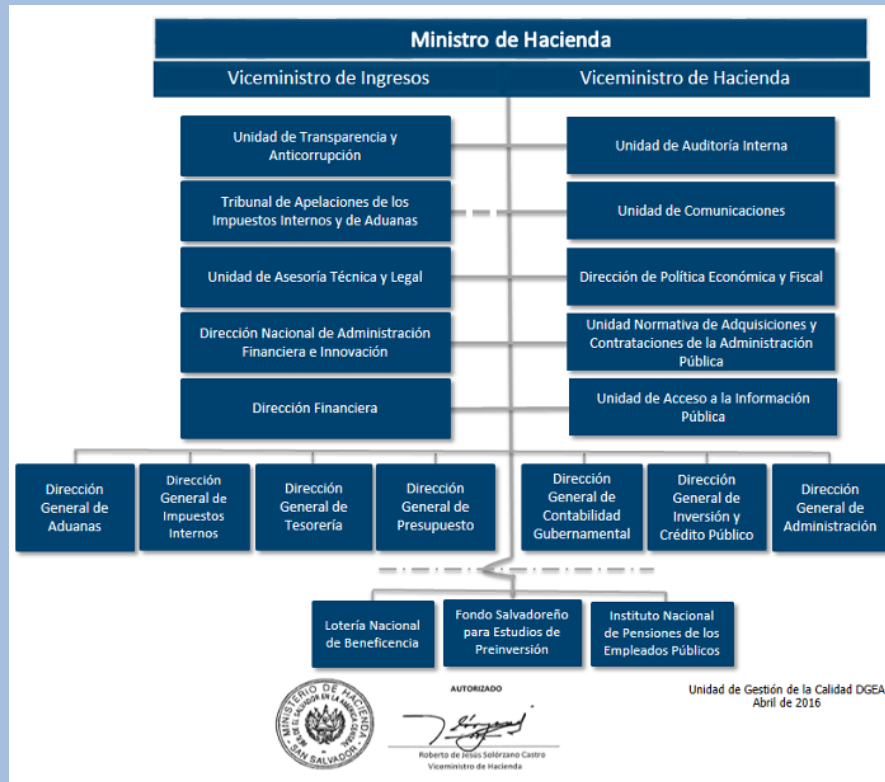 Ministro de Hacienda
Viceministro de Ingresos
Viceministro de Hacienda
Unidad de Transparencia y
Anticorrupción
Unidad de Auditoría Interna
Tribunal de Apelaciones de los
Impuestos Internos y de Aduanas
Unidad de Comunicaciones
Unidad de Asesoría Técnica y Legal
Dirección de Política Económica y Fiscal
Dirección Nacional de Administración
Financiera e Innovación
Unidad Normativa de Adquisiciones y
Contrataciones de la Administración
Pública
Dirección Financiera
Unidad de Acceso a la Información
Pública
Dirección
General de
Aduanas
Dirección
General de
Impuestos
Internos
Dirección
General de
Tesorería
Dirección
General de
Presupuesto
Dirección
General de
Contabilidad
Gubernamental
Dirección
General de
Inversión y
Crédito Público
Dirección
General de
Administración
Lotería Nacional
de Beneficencia
Fondo Salvadoreño
para Estudios de
Preinversión
Instituto Nacional
de Pensiones de los
Empleados Públicos
MINISTERIO DE HACIENDA
SAN SALVADOR
AUTORIZADO
Roberto de Jesús Solórzano Castro
Viceministro de Hacienda
Unidad de Gestión de la Calidad DGEA
Abril de 2016